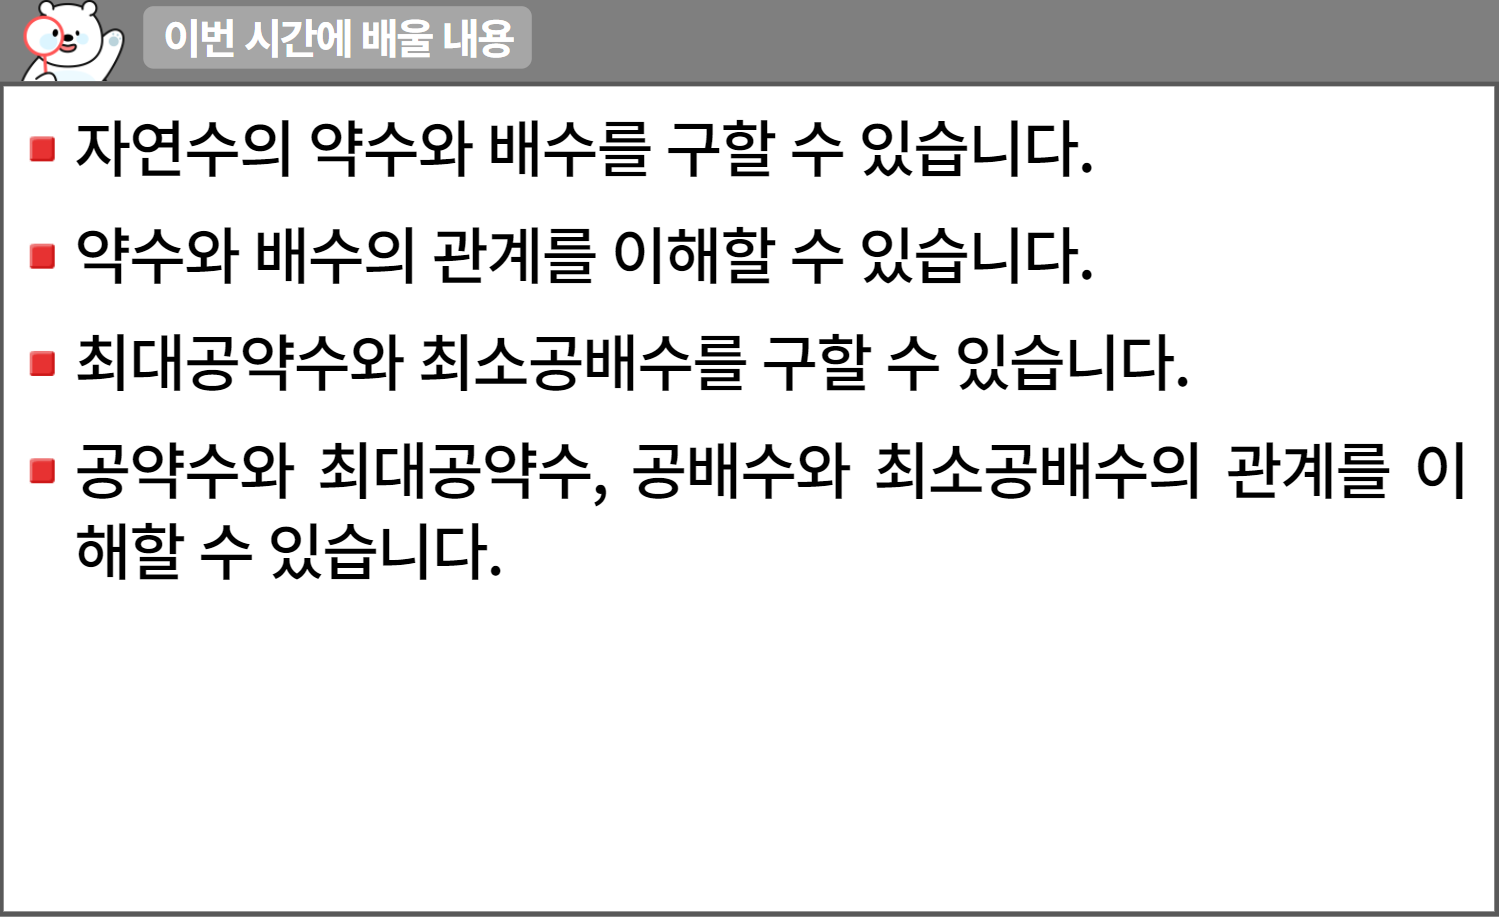 이번 시간에 배울 내용
자연수의 약수와 배수를 구할 수 있습니다.
약수와 배수의 관계를 이해할 수 있습니다.
최대공약수와 최소공배수를 구할 수 있습니다.
공약수와 최대공약수, 공배수와 최소공배수의 관계를 이
해할 수 있습니다.